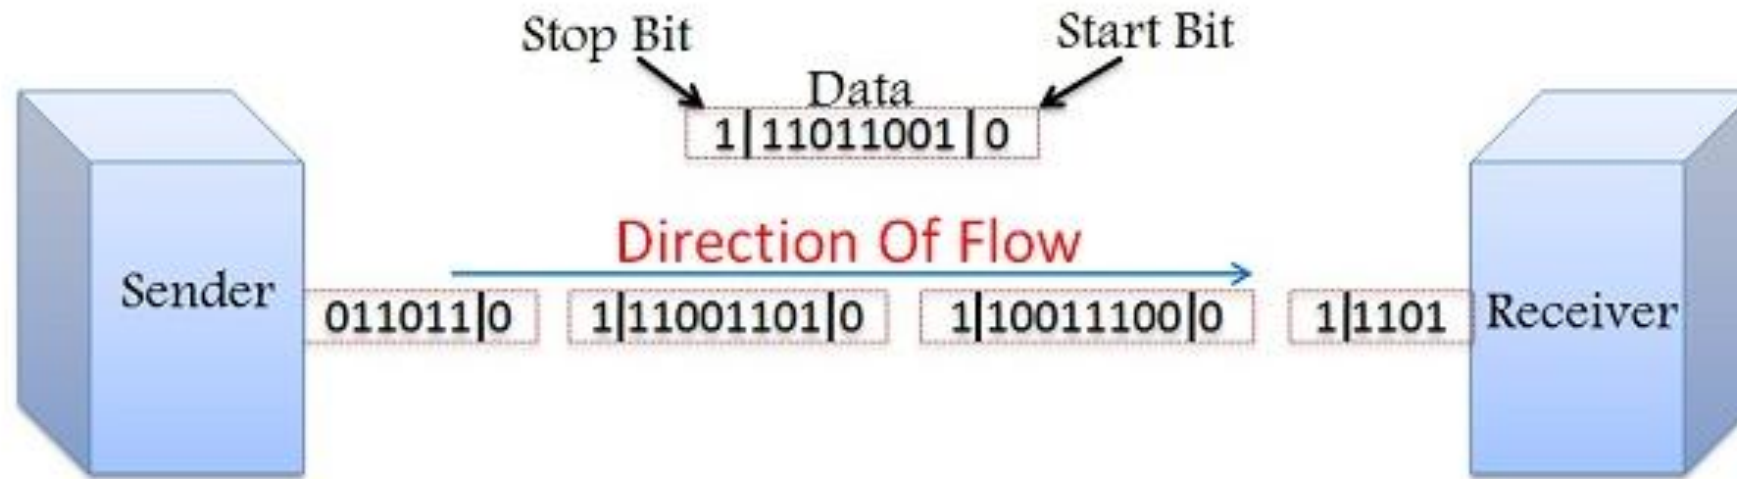 Stop Bit
Start Bit
Data
1|11011001|0
Direction Of Flow
Sender
011011|0
1|11001101|0
1|10011100|0
1|1101
Receiver